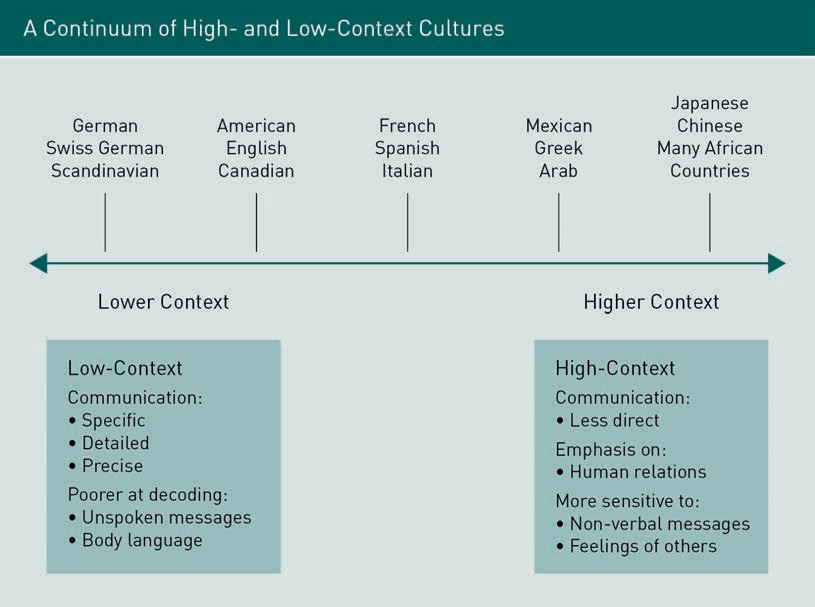 A Continuum of High- and Low-Context Cultures
German
Swiss German
Scandinavian
American
English
Canadian
French
Spanish
Italian
Mexican
Greek
Arab
Japanese
Chinese
Many African
Countries
Lower Context
Higher Context
Low-Context
Communication:
• Specific
• Detailed
• Precise
Poorer at decoding:
• Unspoken messages
• Body language
High-Context
Communication:
• Less direct
Emphasis on:
• Human relations
More sensitive to:
• Non-verbal messages
• Feelings of others